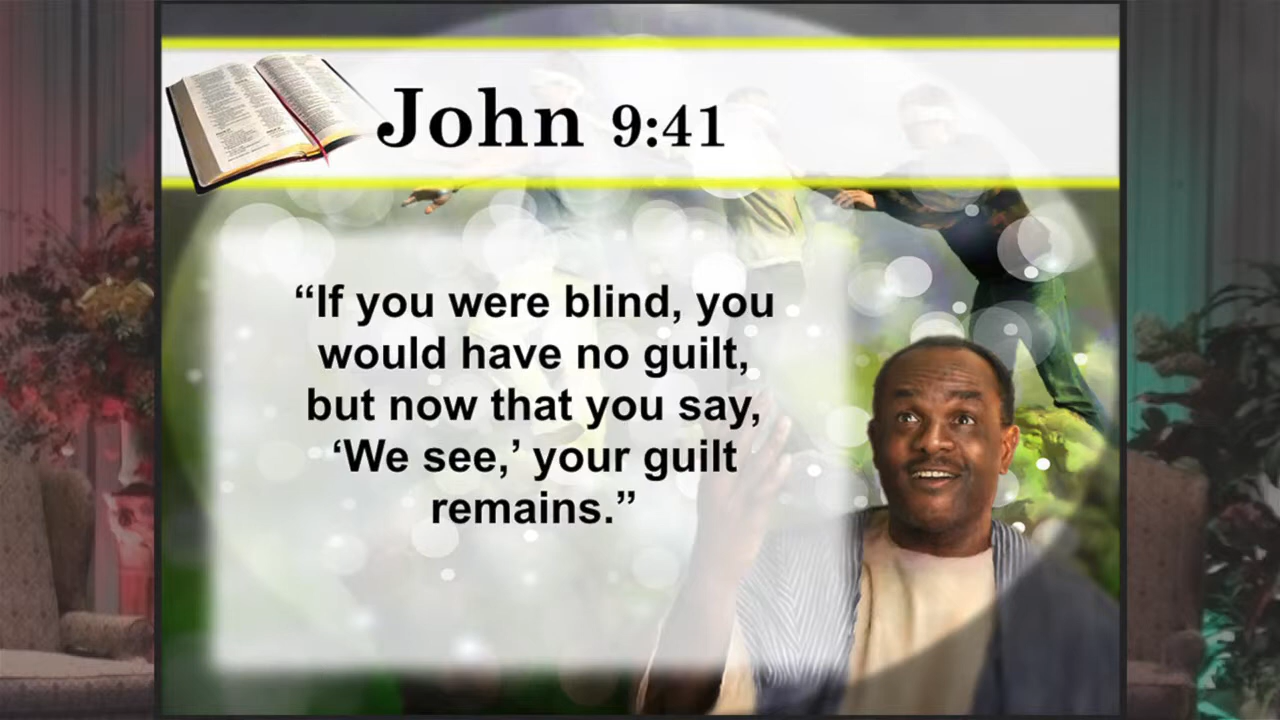 John 9:41
“If you were blind, you
would have no guilt,
but now that you say,
‘We see,’ your guilt
remains.”